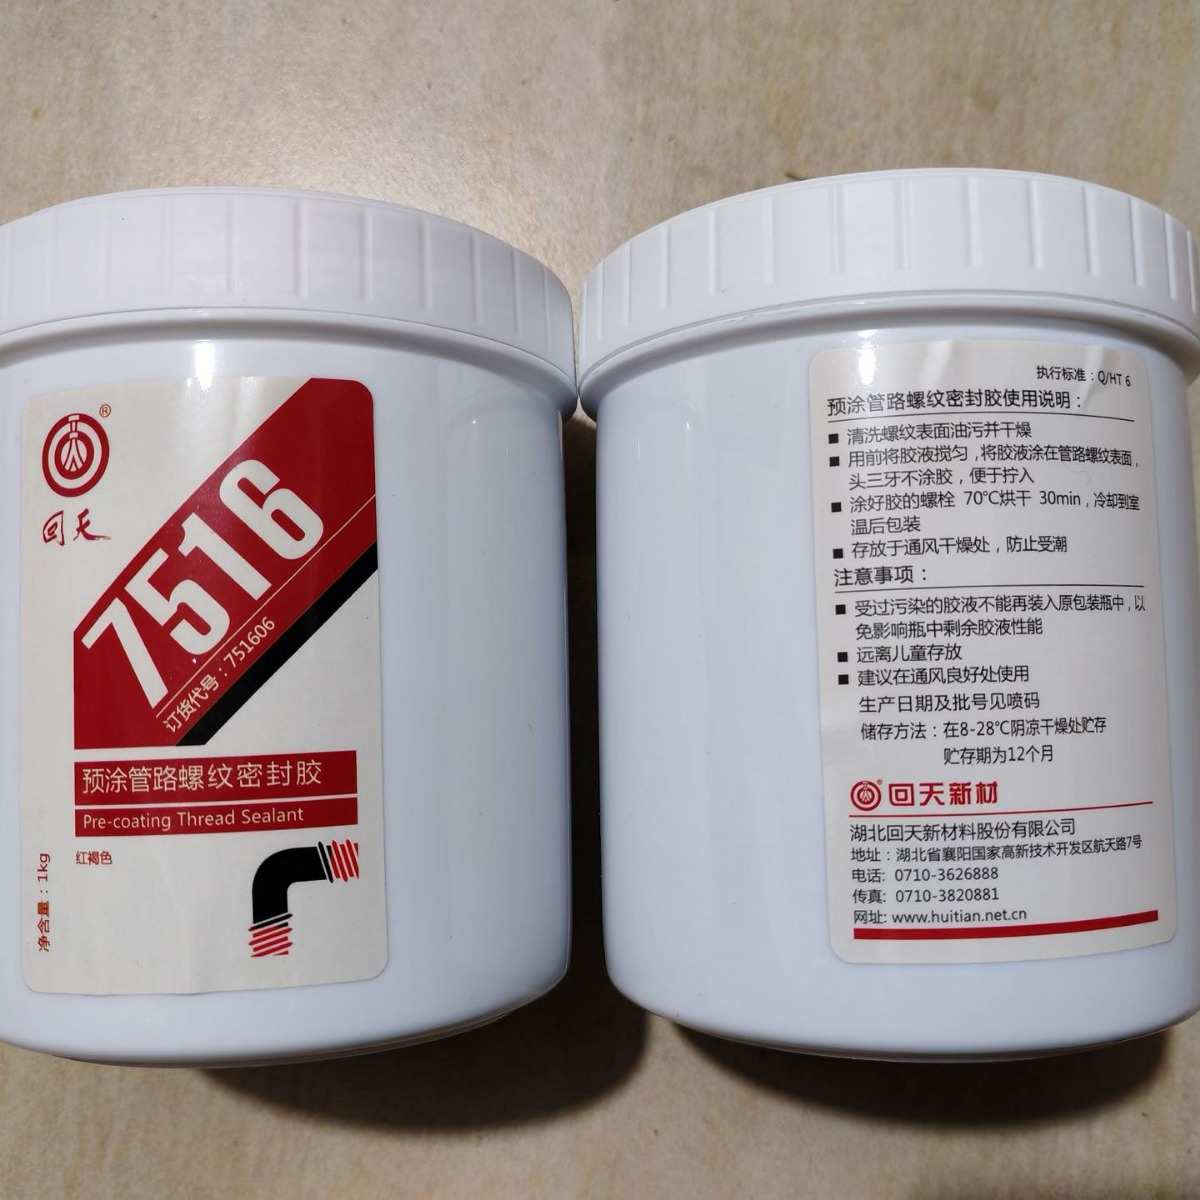 ®
回天
7516
订货代号：751606
预涂管路螺纹密封胶
Pre-coating Thread Sealant
红褐色
净含量：1kg
执行标准：Q/HT 6
预涂管路螺纹密封胶使用说明：
■ 清洗螺纹表面油污并干燥
■ 用前将胶液搅匀，将胶液涂在管路螺纹表面，
头三牙不涂胶，便于拧入
■ 涂好胶的螺栓 70℃烘干 30min，冷却到室
温后包装
■ 存放于通风干燥处，防止受潮
注意事项：
■ 受过污染的胶液不能再装入原包装瓶中，以
免影响瓶中剩余胶液性能
■ 远离儿童存放
■ 建议在通风良好处使用
生产日期及批号见喷码
储存方法：在8-28℃阴凉干燥处贮存
贮存期为12个月
® 回天新材
湖北回天新材料股份有限公司
地址：湖北省襄阳国家高新技术开发区航天路7号
电话: 0710-3626888
传真: 0710-3820881
网址: www.huitian.net.cn